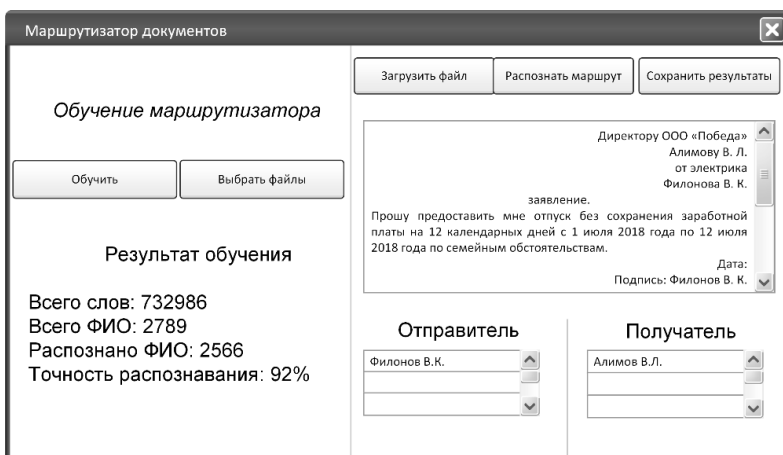 Маршрутизатор документов
Обучение маршрутизатора
Обучить
Выбрать файлы
Результат обучения
Всего слов: 732986
Всего ФИО: 2789
Распознано ФИО: 2566
Точность распознавания: 92%
Загрузить файл
Распознать маршрут
Сохранить результаты
Директору ООО «Победа»
Алимову В. Л.
от электрика
Филонова В. К.
заявление.
Прошу предоставить мне отпуск без сохранения заработной
платы на 12 календарных дней с 1 июля 2018 года по 12 июля
2018 года по семейным обстоятельствам.
Дата:
Подпись: Филонов В. К.
Отправитель
Филонов В.К.
Получатель
Алимов В.Л.